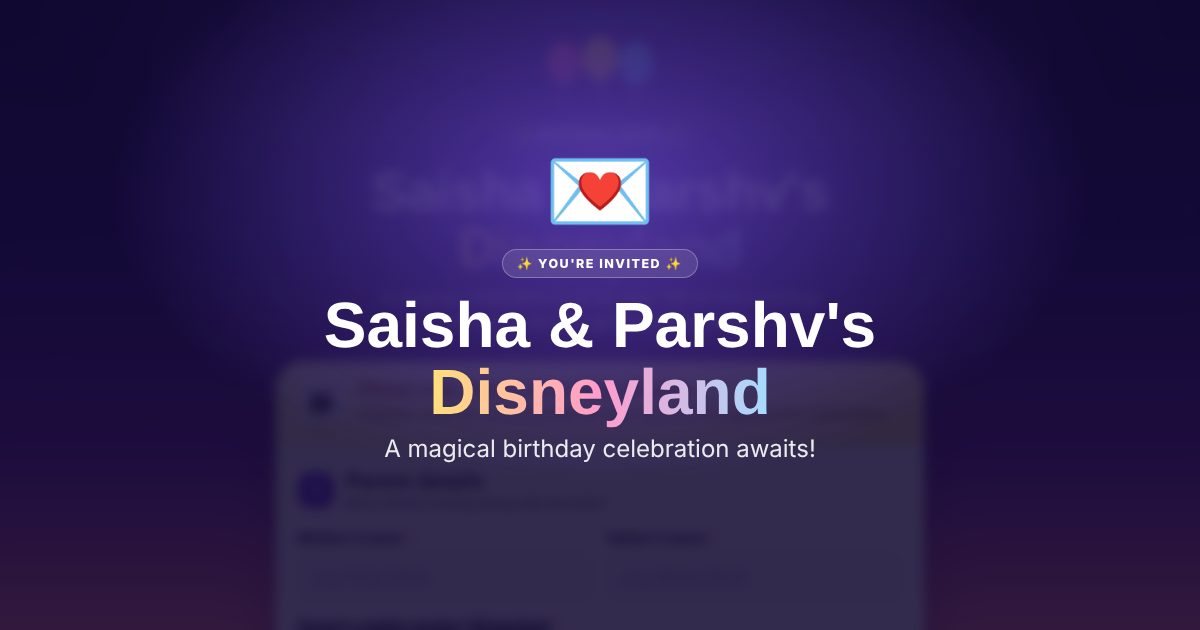 ✨ YOU'RE INVITED ✨
Saisha & Parshv's
Disneyland
A magical birthday celebration awaits!